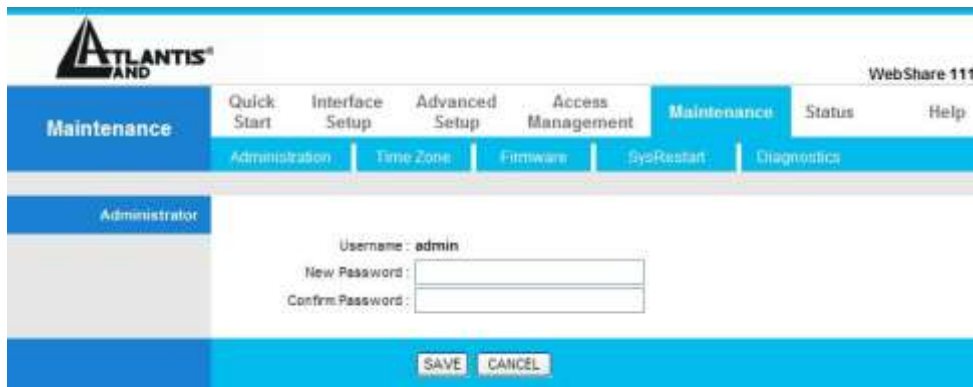 ATLANTIS®
LAND
WebShare 111
Maintenance
Quick Start
Interface Setup
Advanced Setup
Access Management
Maintenance
Status
Help
Administration
Time Zone
Firmware
SysRestart
Diagnostics
Administrator
Username : admin
New Password :
Confirm Password :
SAVE CANCEL